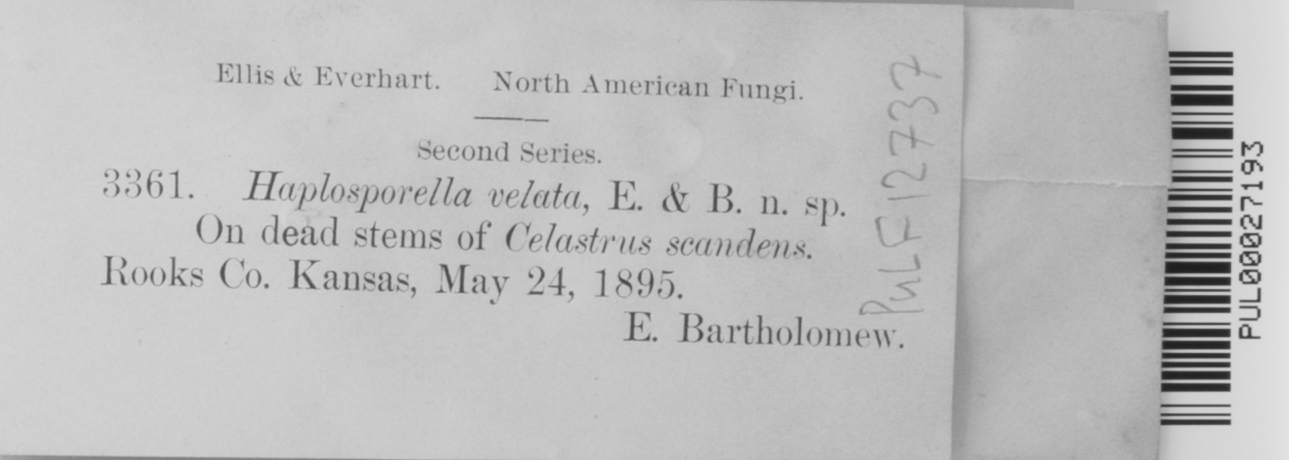 Ellis & Everhart. North American Fungi.
Second Series.
3361. Haplosporella velata, E. & B. n. sp.
On dead stems of Celastrus scandens.
Rooks Co. Kansas, May 24, 1895.
E. Bartholomew.
PuL F12737
PUL00027193